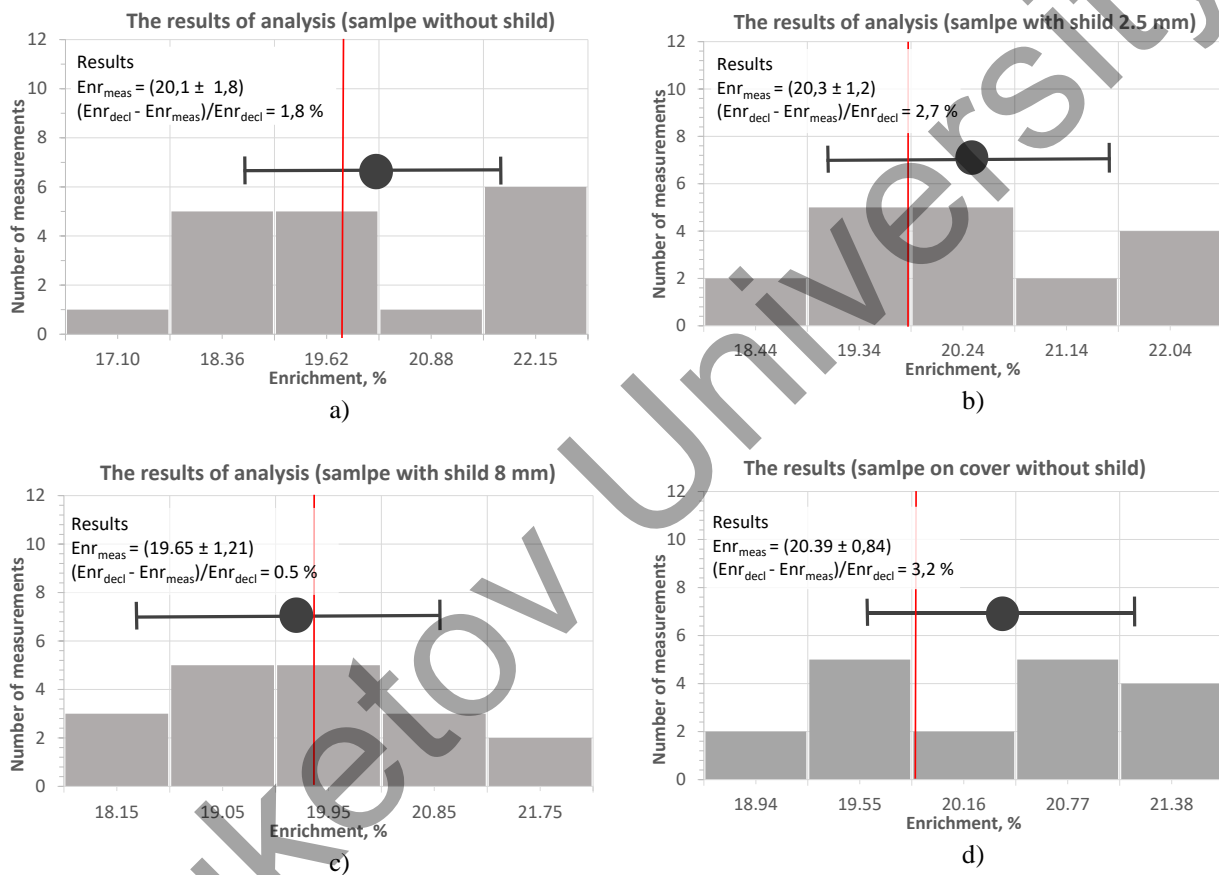 The results of analysis (samlpe without shild)
Number of measurements
12
10
8
6
4
2
0
Results
Enrmeas = (20,1 ± 1,8)
(Enrdecl - Enrmeas)/Enrdecl = 1,8 %
17.10 18.36 19.62 20.88 22.15
Enrichment, %
a)
The results of analysis (samlpe with shild 2.5 mm)
Number of measurements
12
10
8
6
4
2
0
Results
Enrmeas = (20,3 ± 1,2)
(Enrdecl - Enrmeas)/Enrdecl = 2,7 %
18.44 19.34 20.24 21.14 22.04
Enrichment, %
b)
The results of analysis (samlpe with shild 8 mm)
Number of measurements
12
10
8
6
4
2
0
Results
Enrmeas = (19.65 ± 1,21)
(Enrdecl - Enrmeas)/Enrdecl = 0.5 %
18.15 19.05 19.95 20.85 21.75
Enrichment, %
c)
The results (samlpe on cover without shild)
Number of measurements
12
10
8
6
4
2
0
Results
Enrmeas = (20.39 ± 0,84)
(Enrdecl - Enrmeas)/Enrdecl = 3,2 %
18.94 19.55 20.16 20.77 21.38
Enrichment, %
d)
uketov University